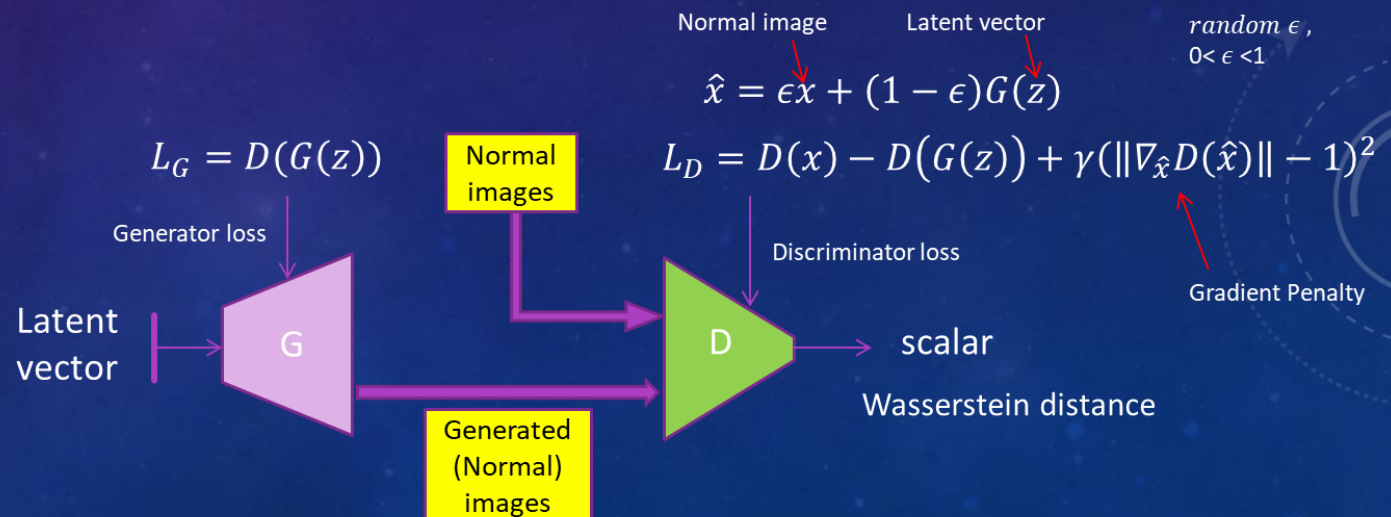 Normal image
Latent vector
𝑟𝑎𝑛𝑑𝑜𝑚 𝜖 ,
0< 𝜖 <1
x̂ = ϵx + (1 − ϵ)G(z)
L_G = D(G(z))
Normal
images
L_D = D(x) − D(G(z)) + γ(‖∇_x̂ D(x̂)‖ − 1)²
Generator loss
Discriminator loss
Gradient Penalty
Latent
vector
G
D
scalar
Wasserstein distance
Generated
(Normal)
images